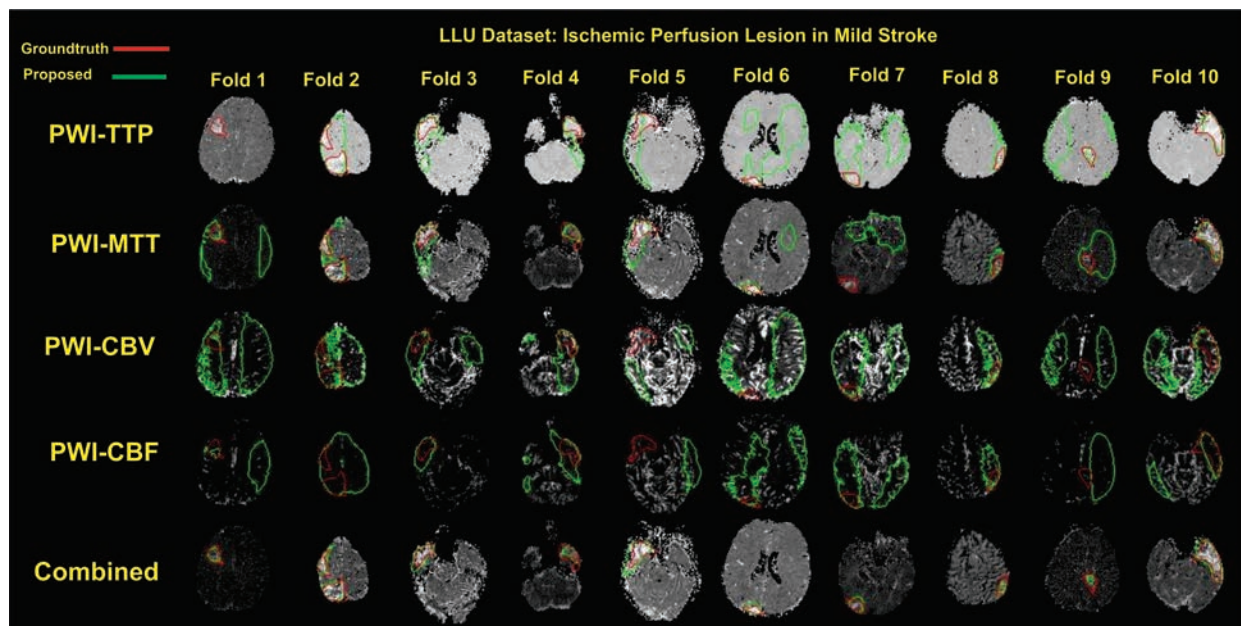 LLU Dataset: Ischemic Perfusion Lesion in Mild Stroke
Groundtruth
Proposed
Fold 1 Fold 2 Fold 3 Fold 4 Fold 5 Fold 6 Fold 7 Fold 8 Fold 9 Fold 10
PWI-TTP
PWI-MTT
PWI-CBV
PWI-CBF
Combined